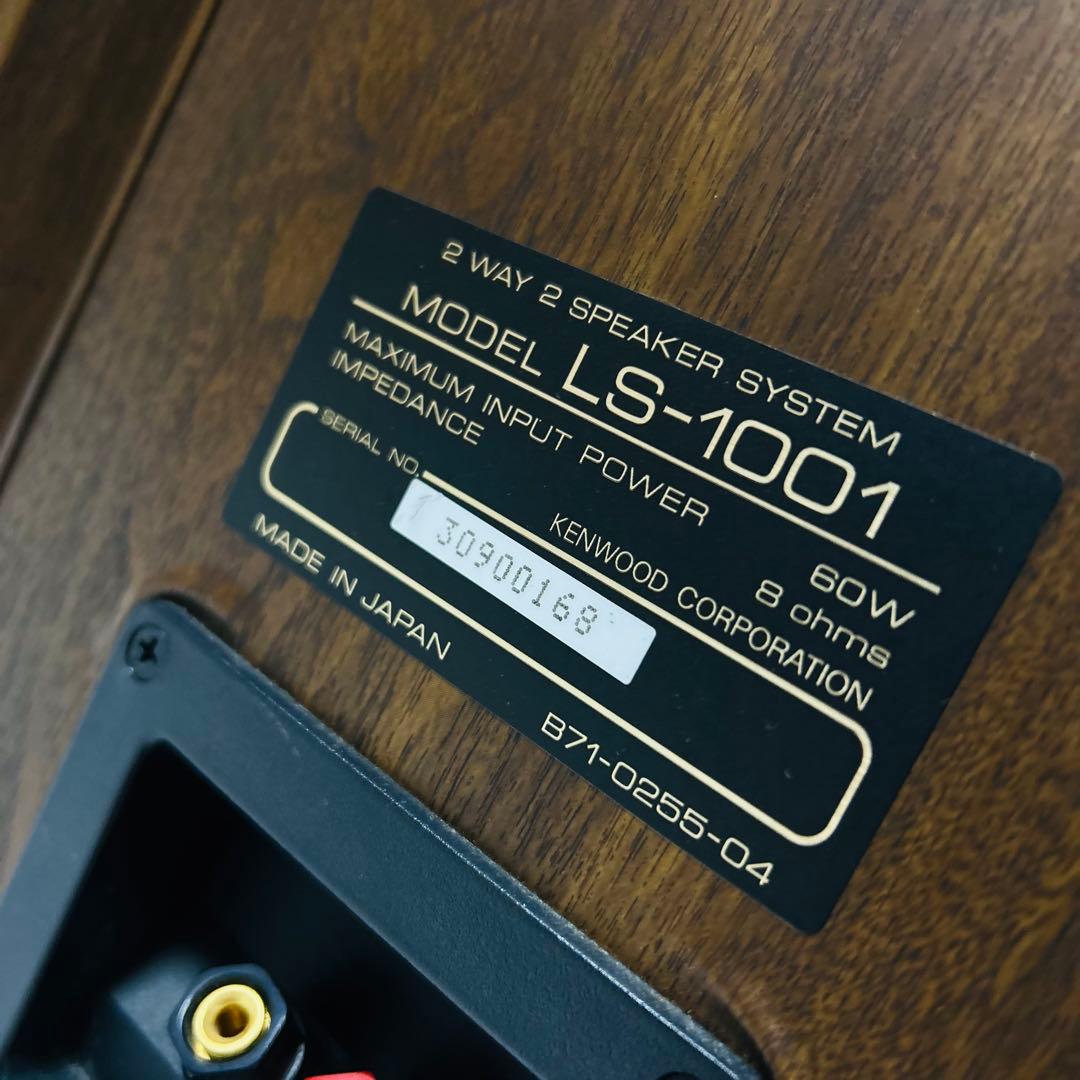 2 WAY 2 SPEAKER SYSTEM
MODEL LS-1001
MAXIMUM INPUT POWER 60W
IMPEDANCE 8 ohms
KENWOOD CORPORATION
SERIAL NO.
30900168
MADE IN JAPAN B71-0255-04